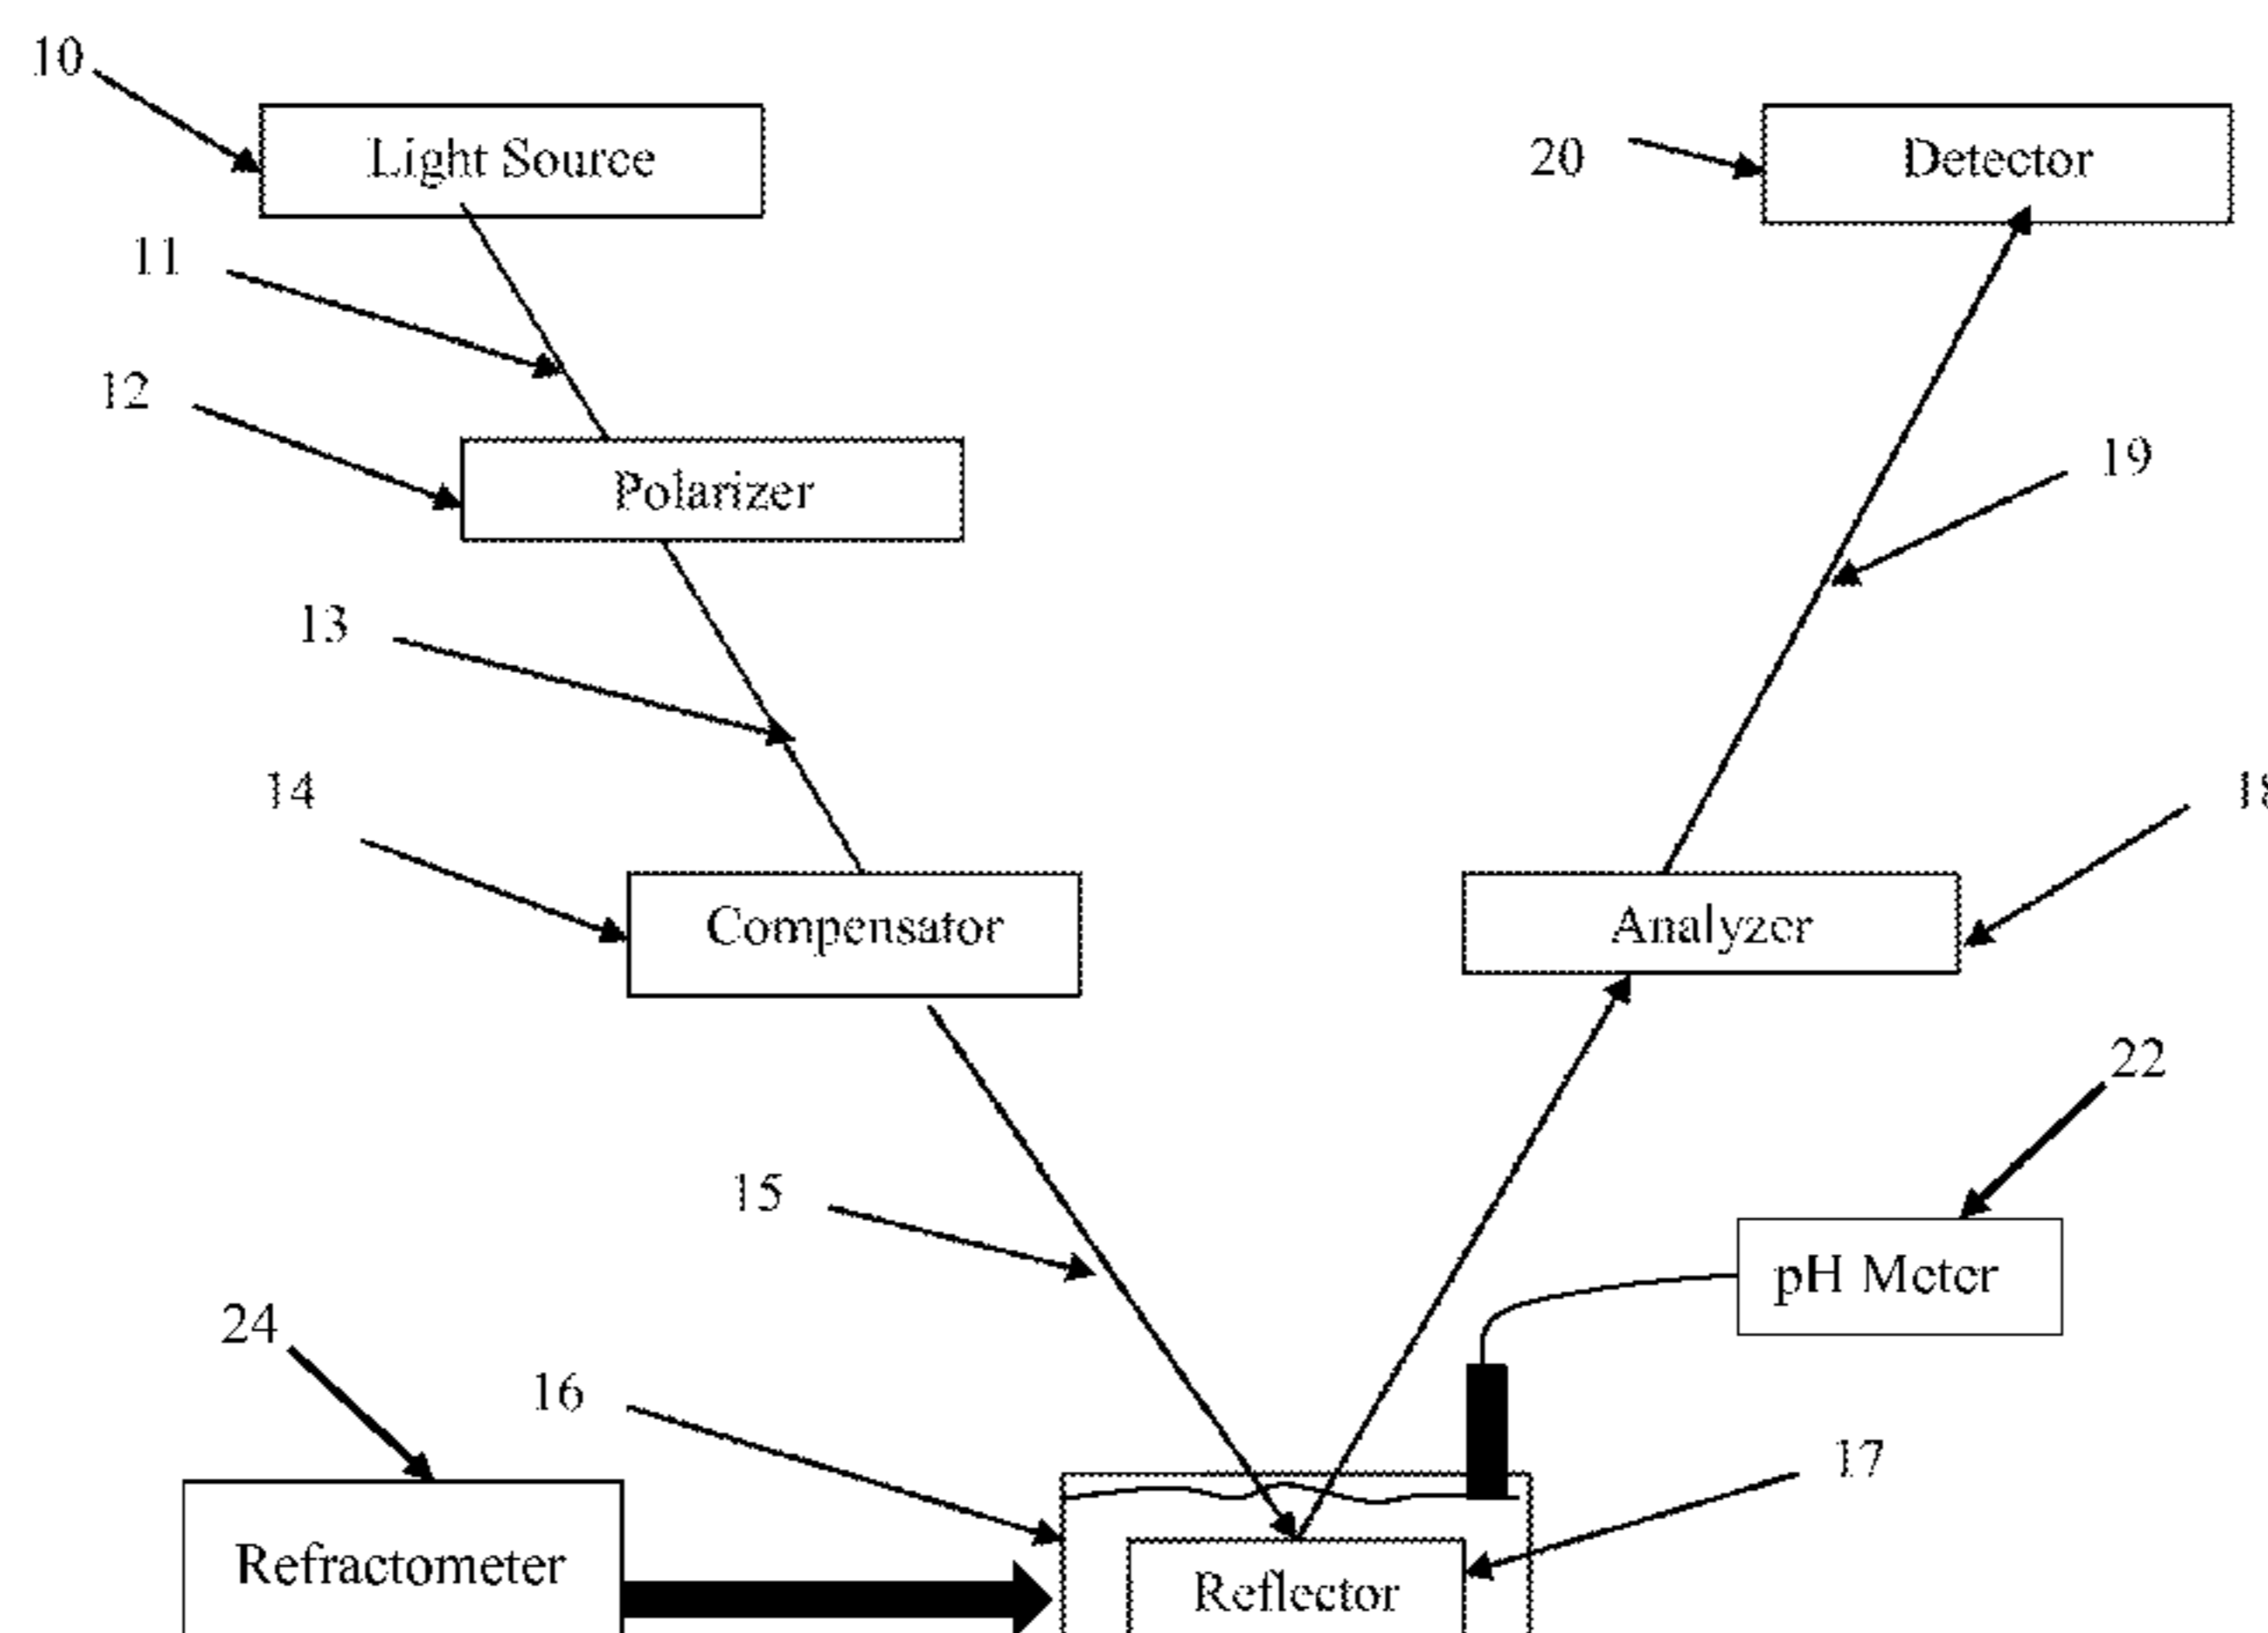 10
Light Source
20
Detector
11
12
Polarizer
19
13
14
18
Compensator
Analyzer
22
15
pH Meter
24
16
17
Refractometer
Reflector